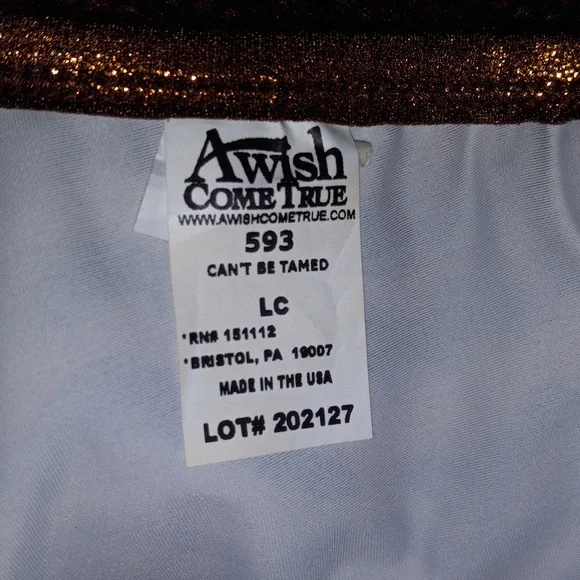 A wish
COME TRUE
WWW.AWISHCOMETRUE.COM
593
CAN'T BE TAMED
LC
*RN# 151112
*BRISTOL, PA 19007
MADE IN THE USA
LOT# 202127